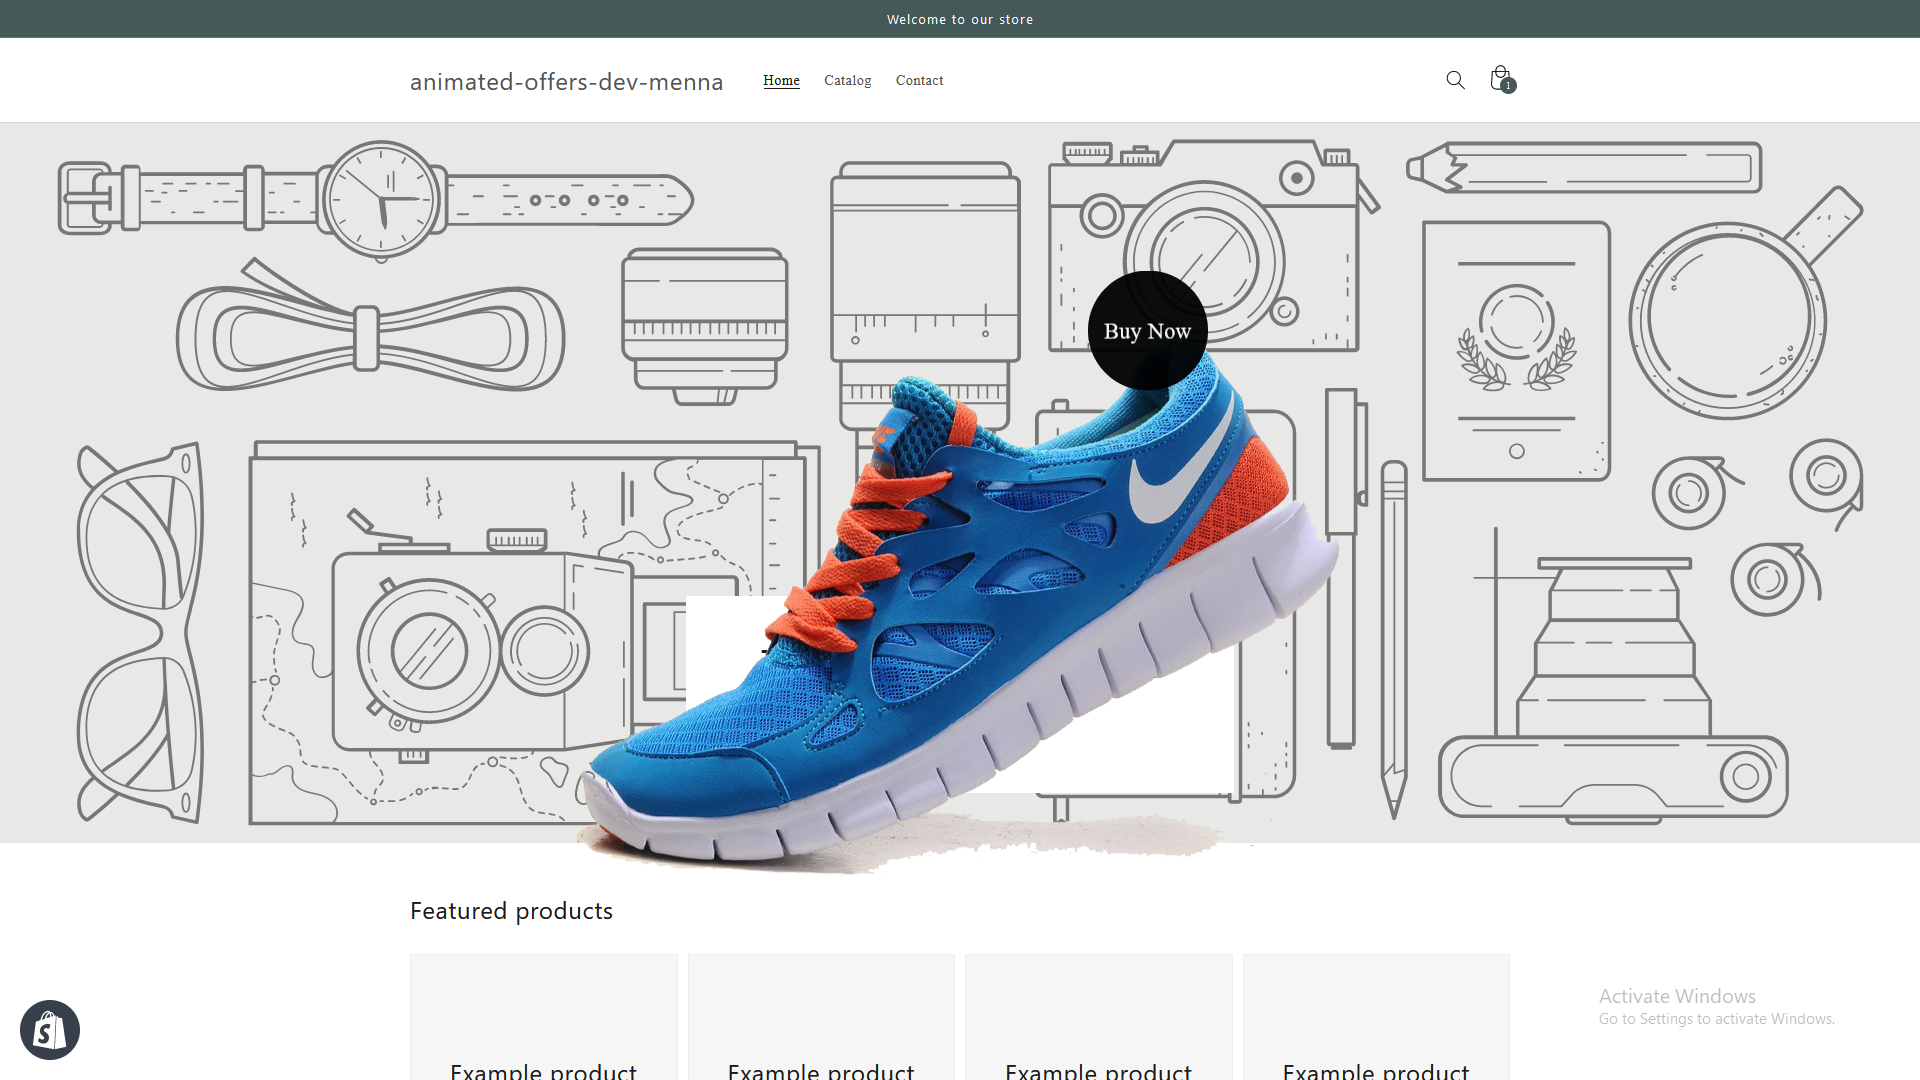 Welcome to our store
animated-offers-dev-menna
Home
Catalog
Contact
1
Buy Now
Featured products
Example product
Example product
Example product
Example product
Activate Windows
Go to Settings to activate Windows.